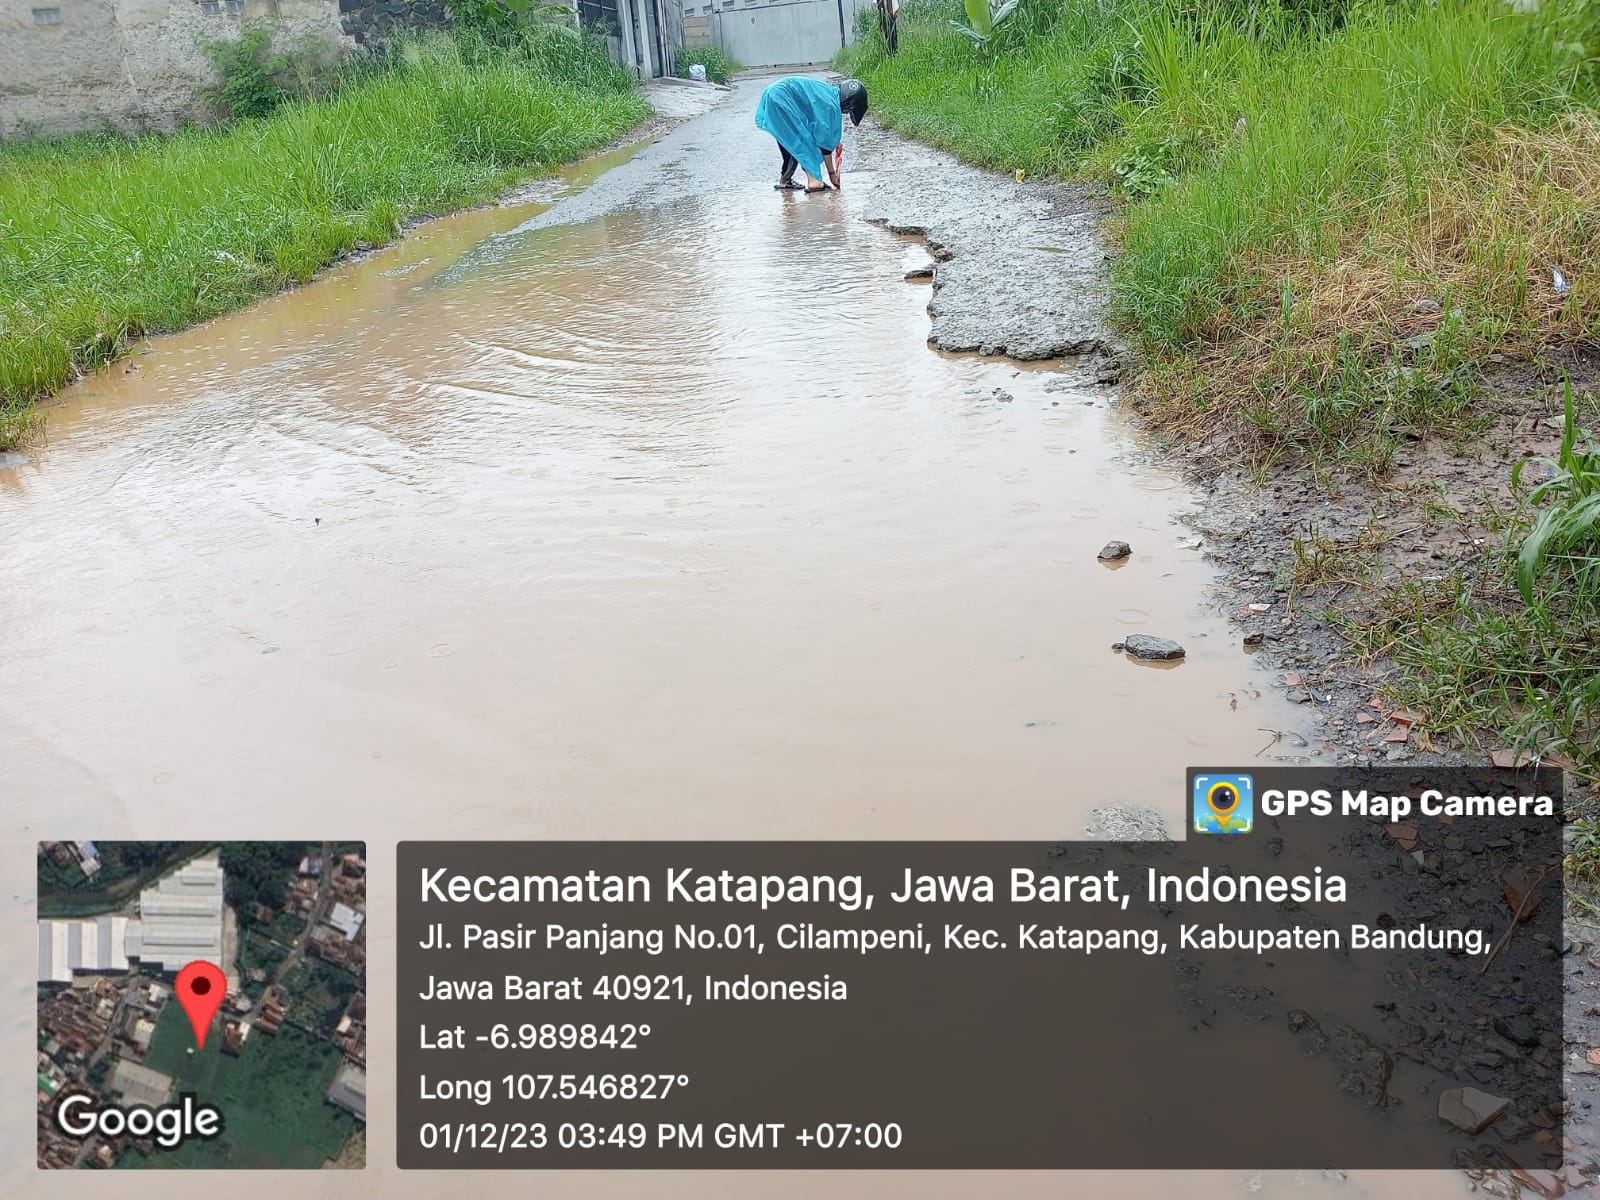 GPS Map Camera
Kecamatan Katapang, Jawa Barat, Indonesia
Jl. Pasir Panjang No.01, Cilampeni, Kec. Katapang, Kabupaten Bandung,
Jawa Barat 40921, Indonesia
Lat -6.989842°
Long 107.546827°
01/12/23 03:49 PM GMT +07:00
Google